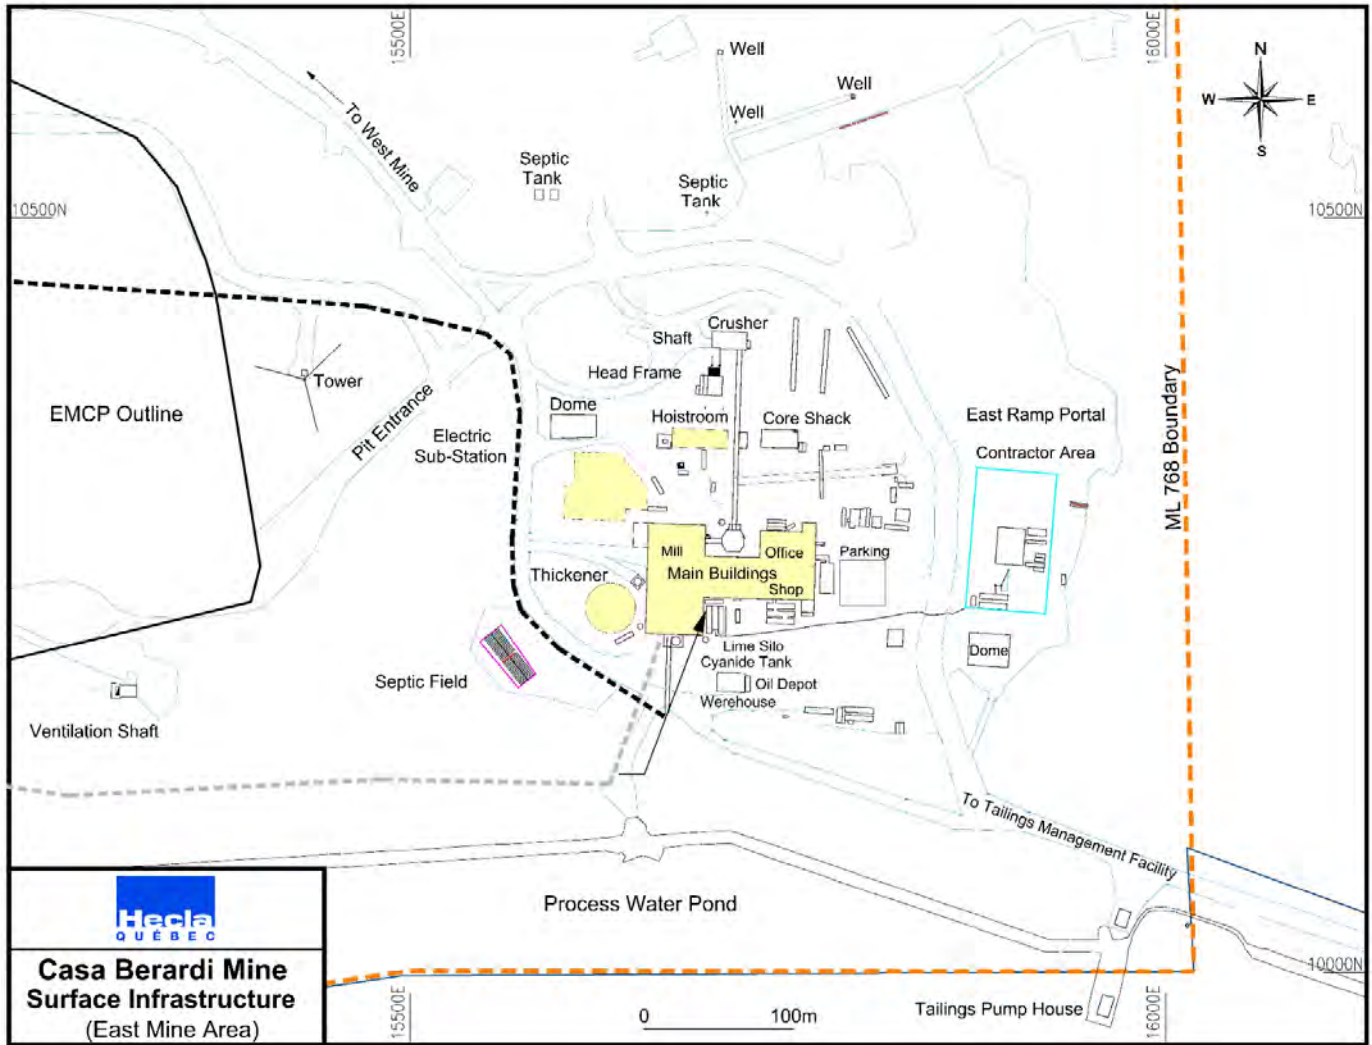 15500E
16000E
Well
Well
Well
N
W E
S
To West Mine
Septic
Tank
Septic
Tank
10500N
10500N
Crusher
Shaft
Head Frame
Tower
EMCP Outline
Pit Entrance
Dome
Hoistroom
Core Shack
Electric
Sub-Station
East Ramp Portal
Contractor Area
ML 768 Boundary
Mill
Office
Parking
Main Buildings
Thickener
Shop
Lime Silo
Cyanide Tank
Dome
Septic Field
Oil Depot
Werehouse
Ventilation Shaft
To Tailings Management Facility
Process Water Pond
Hecla
QUÉBEC
Casa Berardi Mine
Surface Infrastructure
(East Mine Area)
15500E
0 100m
Tailings Pump House
16000E
10000N